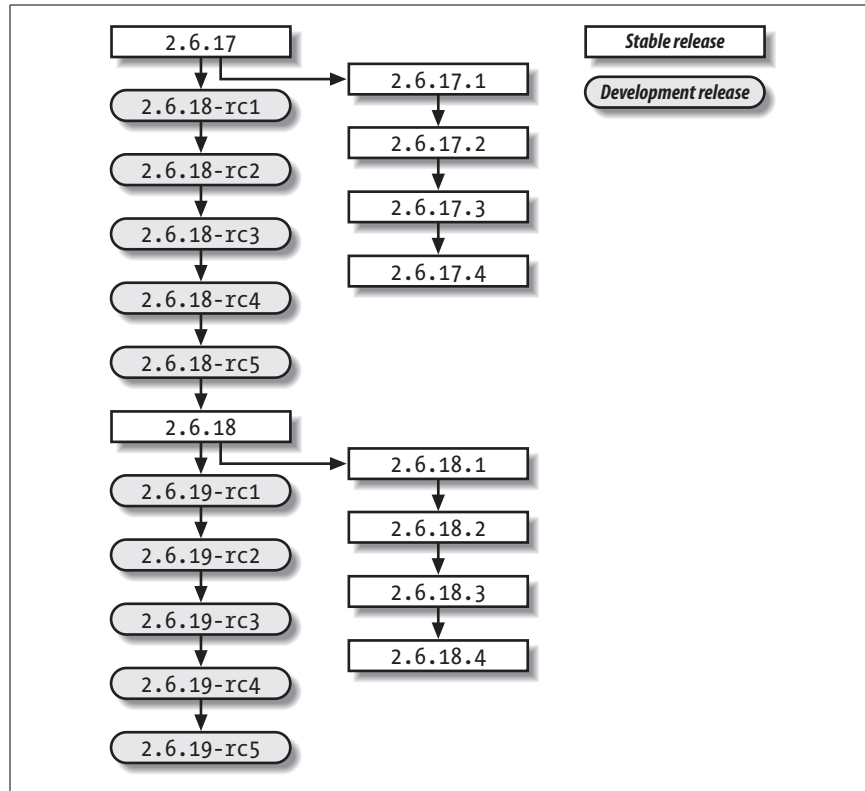 2.6.17
Stable release
2.6.17.1
Development release
2.6.18-rc1
2.6.17.2
2.6.18-rc2
2.6.17.3
2.6.18-rc3
2.6.17.4
2.6.18-rc4
2.6.18-rc5
2.6.18
2.6.18.1
2.6.19-rc1
2.6.18.2
2.6.19-rc2
2.6.18.3
2.6.19-rc3
2.6.18.4
2.6.19-rc4
2.6.19-rc5